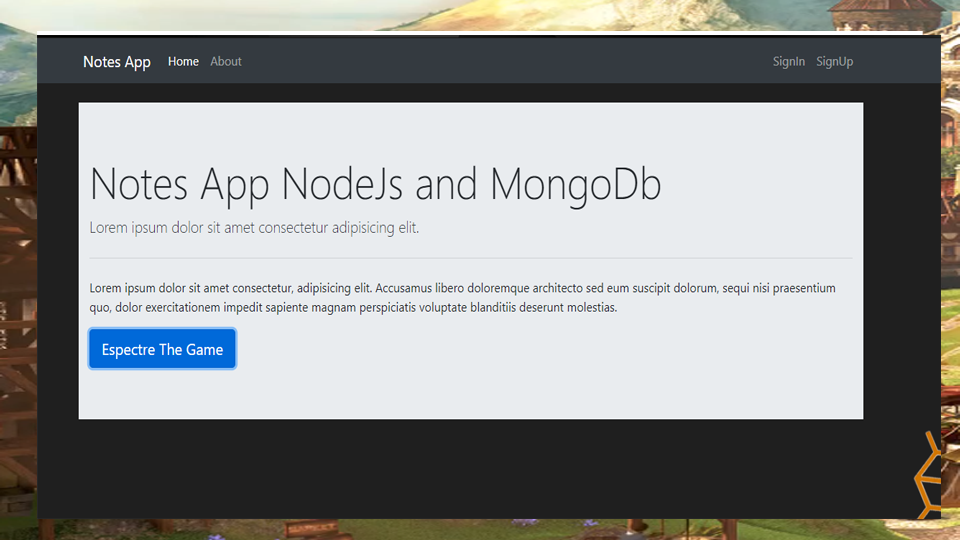 Notes App Home About SignIn SignUp
Notes App NodeJs and MongoDb
Lorem ipsum dolor sit amet consectetur adipisicing elit.
Lorem ipsum dolor sit amet consectetur, adipisicing elit. Accusamus libero doloremque architecto sed eum suscipit dolorum, sequi nisi praesentium
quo, dolor exercitationem impedit sapiente magnam perspiciatis voluptate blanditiis deserunt molestias.
Espectre The Game